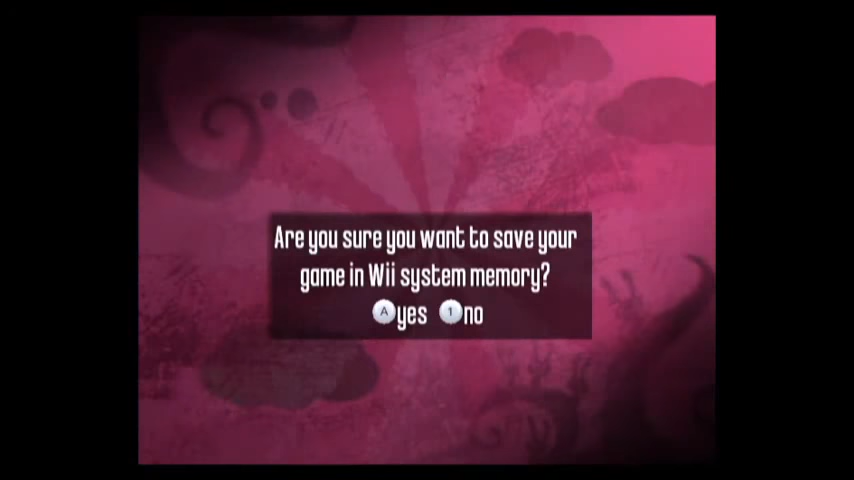 Are you sure you want to save your
game in Wii system memory?
A yes 1 no